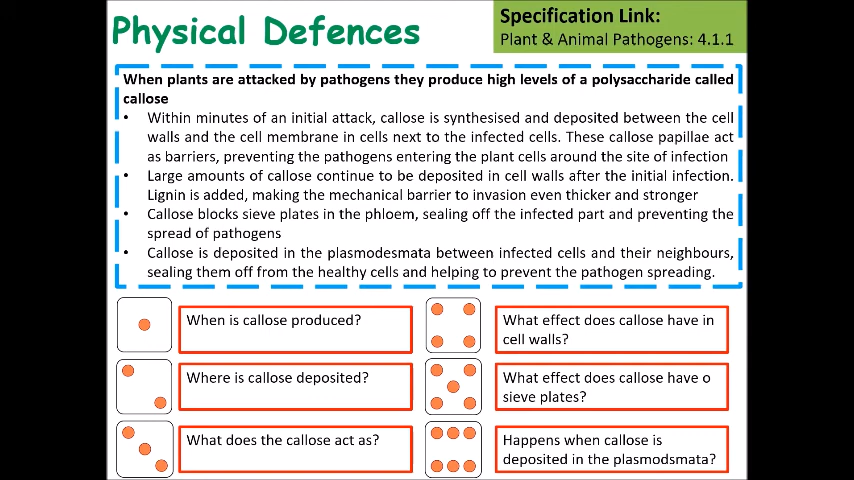 Physical Defences
Specification Link:
Plant & Animal Pathogens: 4.1.1
When plants are attacked by pathogens they produce high levels of a polysaccharide called
callose
• Within minutes of an initial attack, callose is synthesised and deposited between the cell
walls and the cell membrane in cells next to the infected cells. These callose papillae act
as barriers, preventing the pathogens entering the plant cells around the site of infection
• Large amounts of callose continue to be deposited in cell walls after the initial infection.
Lignin is added, making the mechanical barrier to invasion even thicker and stronger
• Callose blocks sieve plates in the phloem, sealing off the infected part and preventing the
spread of pathogens
• Callose is deposited in the plasmodesmata between infected cells and their neighbours,
sealing them off from the healthy cells and helping to prevent the pathogen spreading.
When is callose produced?
Where is callose deposited?
What does the callose act as?
What effect does callose have in
cell walls?
What effect does callose have o
sieve plates?
Happens when callose is
deposited in the plasmodsmata?